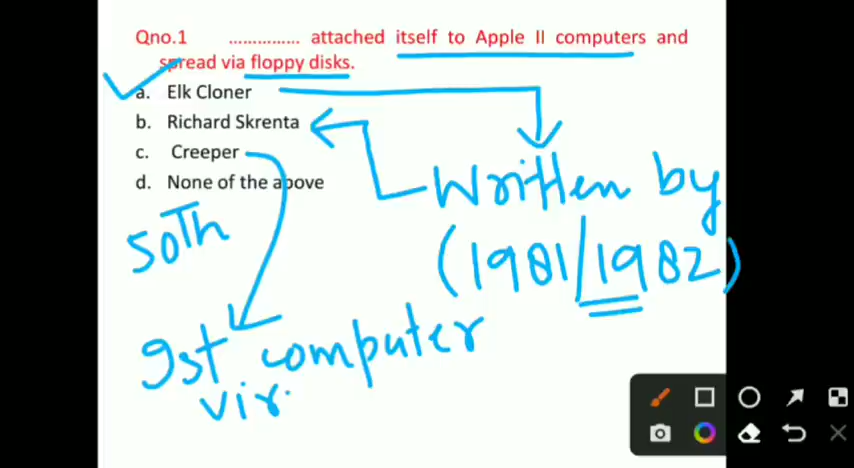 Qno.1 ............... attached itself to Apple II computers and
spread via floppy disks.
a. Elk Cloner
b. Richard Skrenta
c. Creeper
d. None of the above
written by
(1981/1982)
50Th
1st computer
vir.